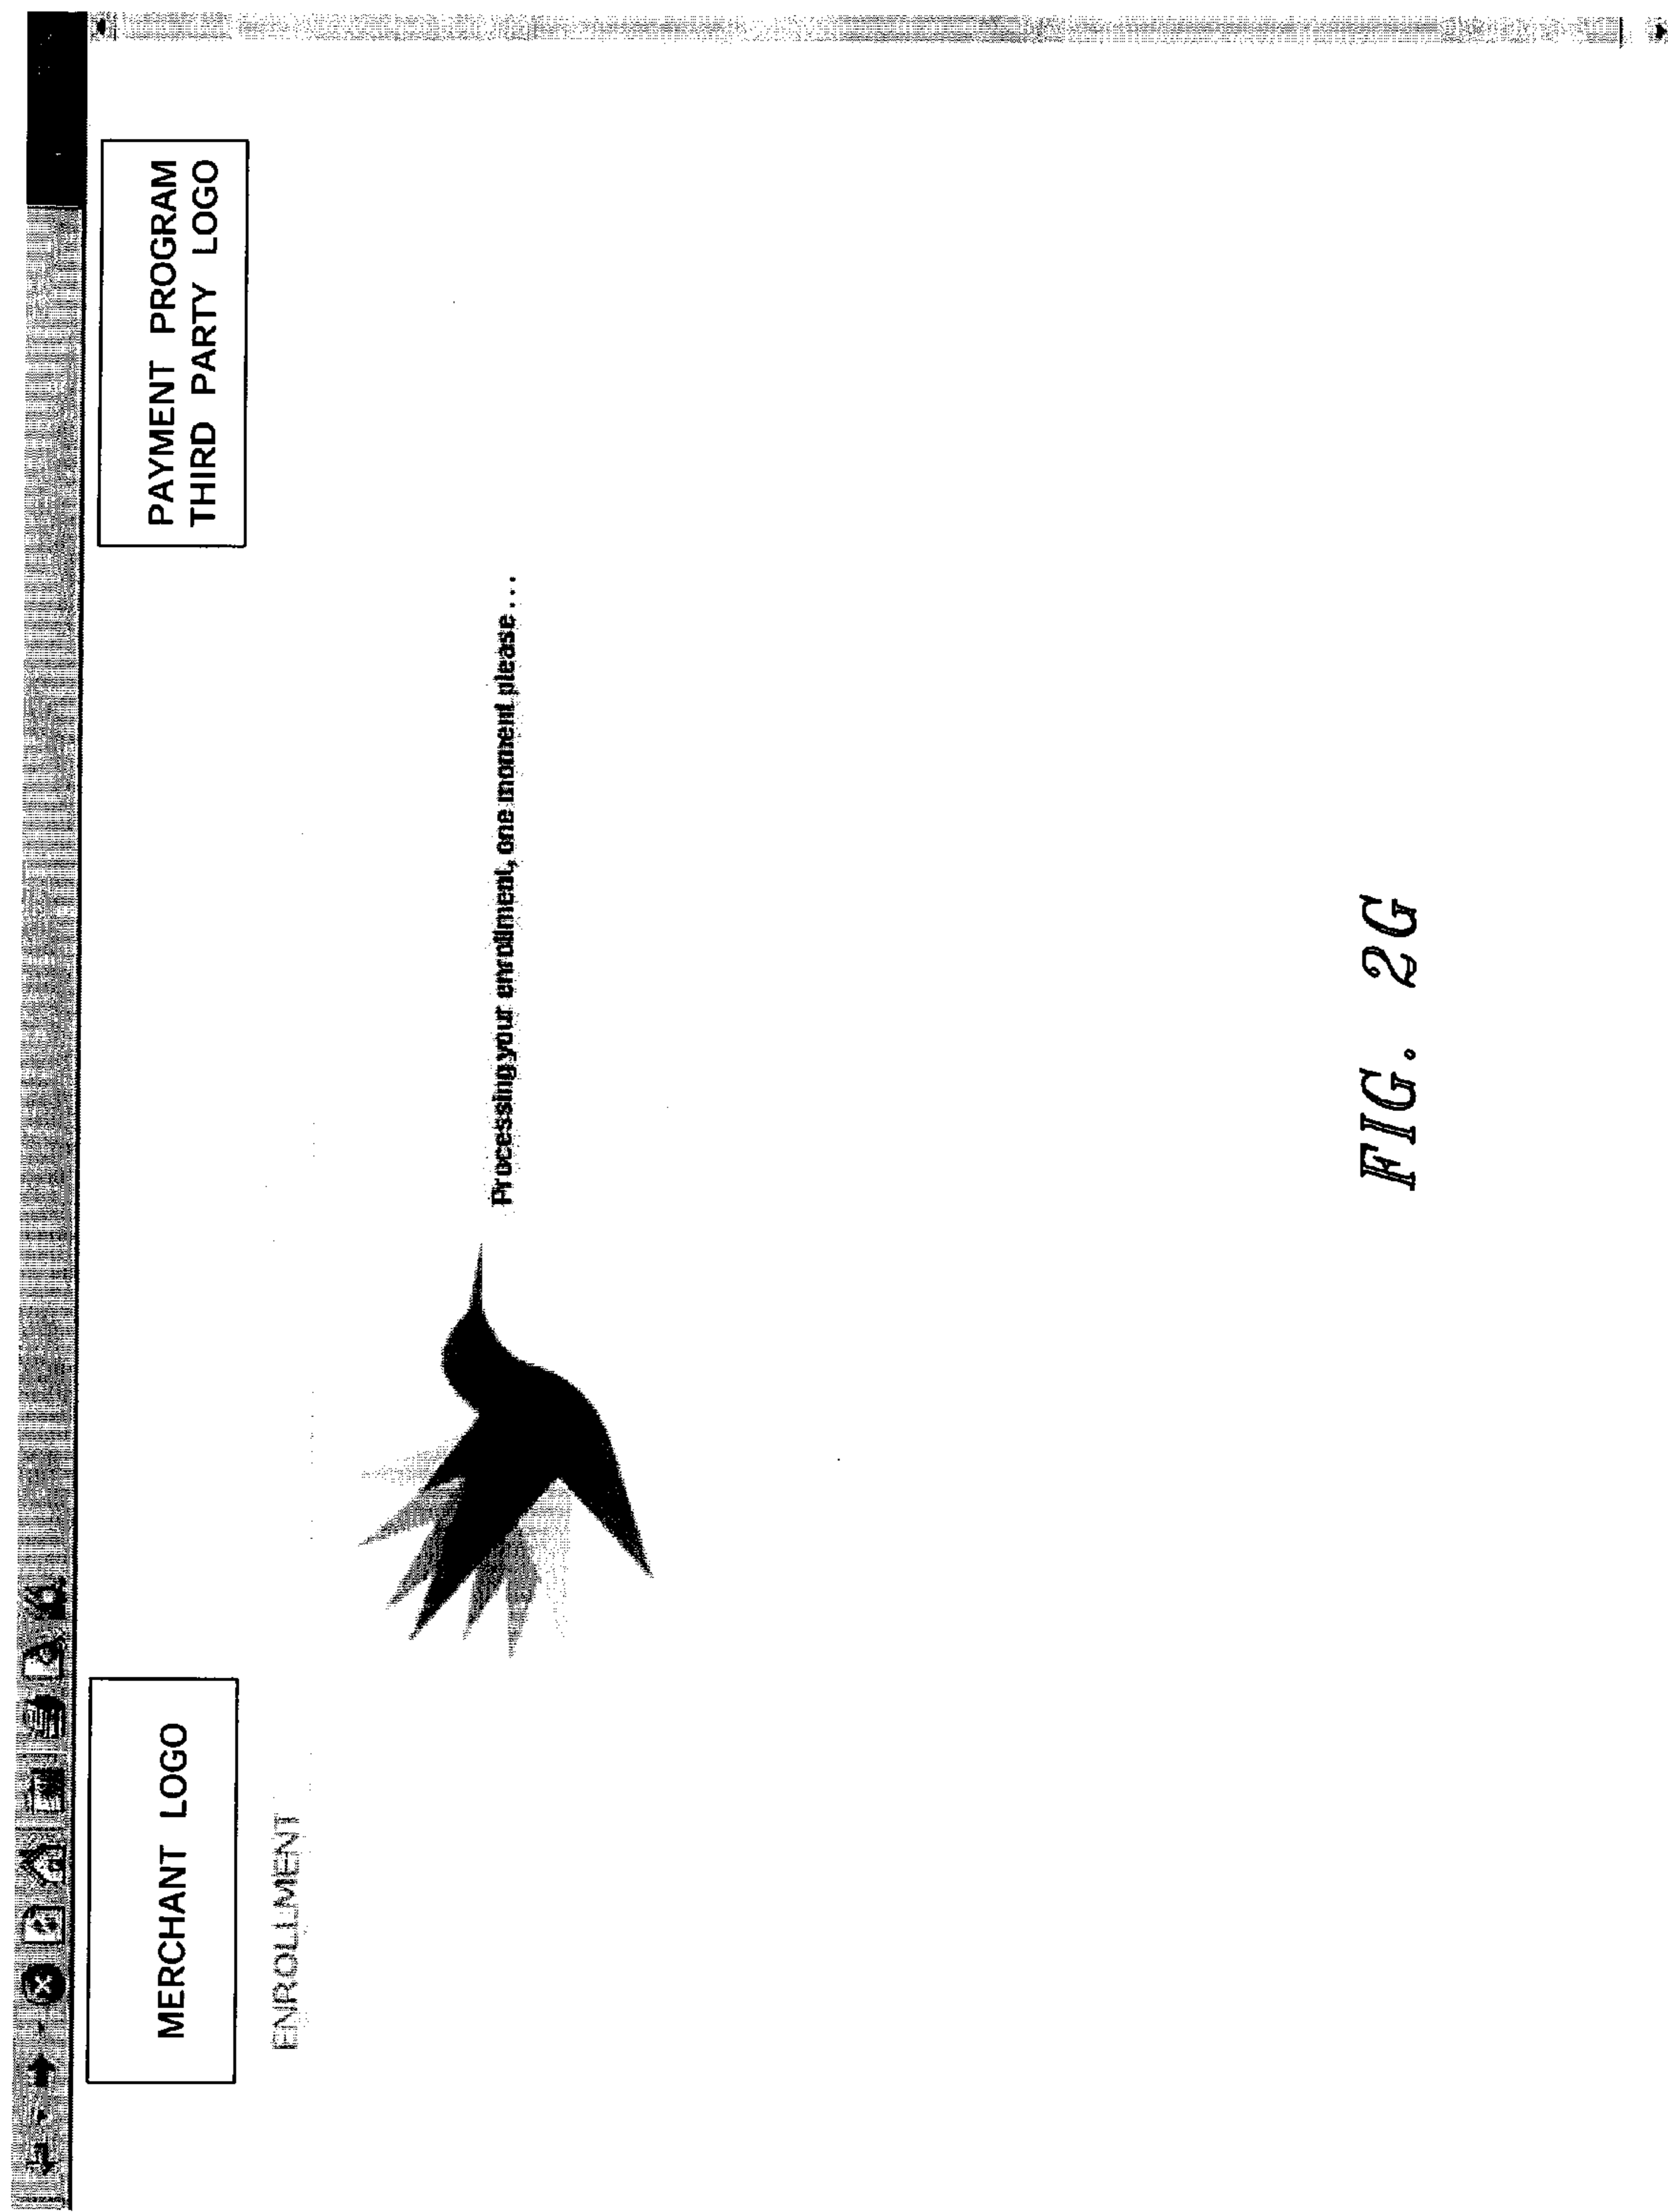 MERCHANT LOGO
PAYMENT PROGRAM
THIRD PARTY LOGO
ENROLLMENT
Processing your enrollment, one moment please...
FIG. 2G